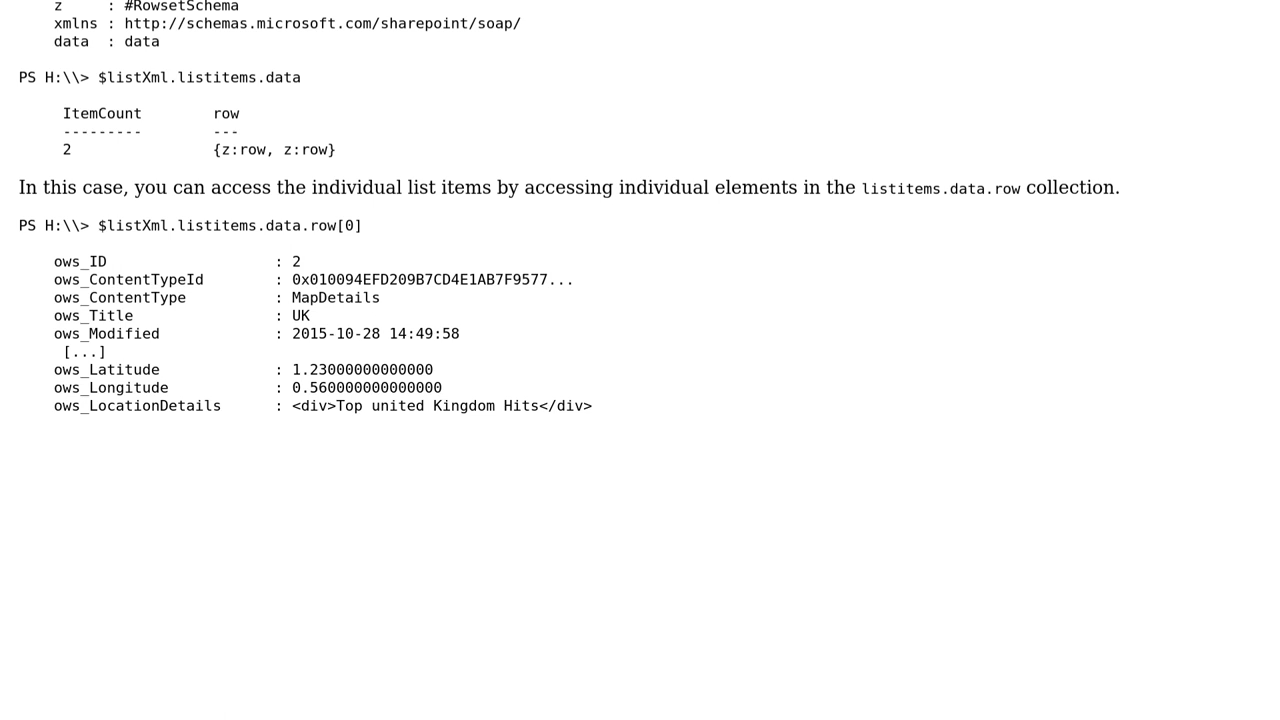 z     : #RowsetSchema
xmlns : http://schemas.microsoft.com/sharepoint/soap/
data  : data
PS H:\\> $listXml.listitems.data
ItemCount        row
---------        ---
2                {z:row, z:row}
In this case, you can access the individual list items by accessing individual elements in the listitems.data.row collection.
PS H:\\> $listXml.listitems.data.row[0]
ows_ID                   : 2
ows_ContentTypeId        : 0x010094EFD209B7CD4E1AB7F9577...
ows_ContentType          : MapDetails
ows_Title                : UK
ows_Modified             : 2015-10-28 14:49:58
[...]
ows_Latitude             : 1.23000000000000
ows_Longitude            : 0.560000000000000
ows_LocationDetails      : <div>Top united Kingdom Hits</div>